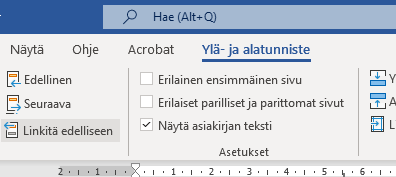 Hae (Alt+Q)
Näytä Ohje Acrobat Ylä- ja alatunniste
Edellinen
Seuraava
Linkitä edelliseen
Erilainen ensimmäinen sivu
Erilaiset parilliset ja parittomat sivut
Näytä asiakirjan teksti
Asetukset
2 1 1 2 3 4 5 6